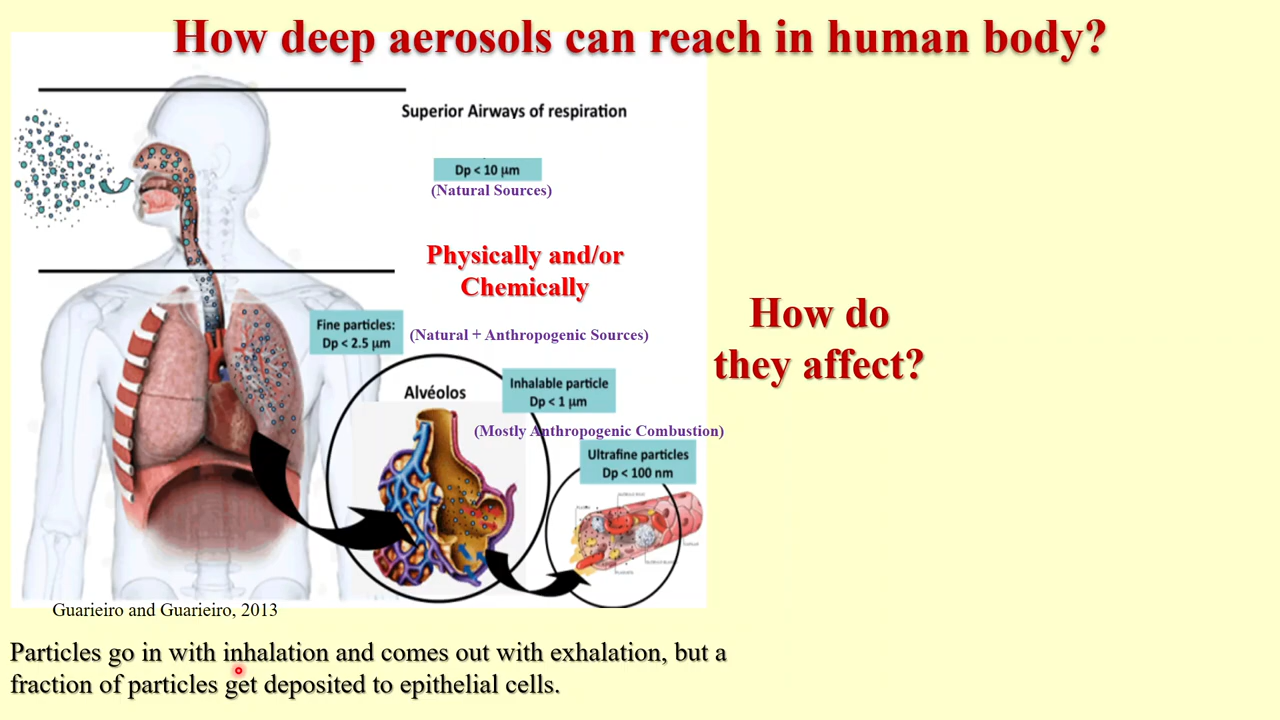 How deep aerosols can reach in human body?
Superior Airways of respiration
Dp < 10 µm
(Natural Sources)
Physically and/or
Chemically
How do
they affect?
Fine particles:
Dp < 2.5 µm
(Natural + Anthropogenic Sources)
Alvéolos
Inhalable particle
Dp < 1 µm
(Mostly Anthropogenic Combustion)
Ultrafine particles
Dp < 100 nm
Guarieiro and Guarieiro, 2013
Particles go in with inhalation and comes out with exhalation, but a
fraction of particles get deposited to epithelial cells.